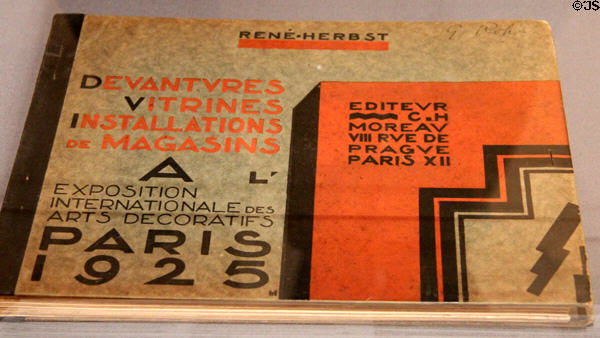 ©JS
RENÉ·HERBST
DEVANTVRES
VITRINES
INSTALLATIONS
DE MAGASINS
A L'
EXPOSITION
INTERNATIONALE DES
ARTS DECORATIFS
PARIS
1925
EDITEVR
C.H
MOREAV
VIII RVE DE
PRAGVE
PARIS XII